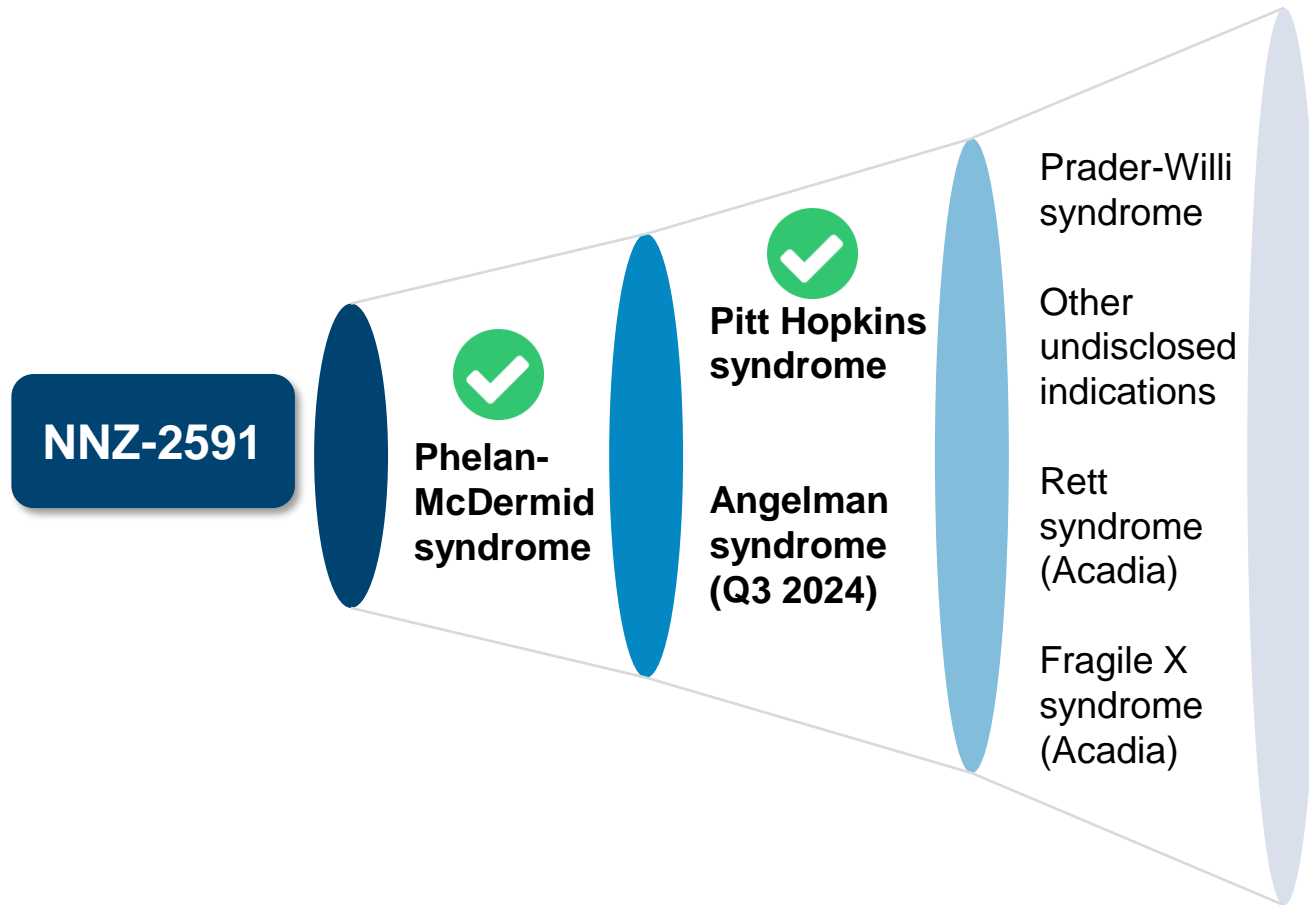 NNZ-2591
Phelan-
McDermid
syndrome
Pitt Hopkins
syndrome
Angelman
syndrome
(Q3 2024)
Prader-Willi
syndrome
Other
undisclosed
indications
Rett
syndrome
(Acadia)
Fragile X
syndrome
(Acadia)